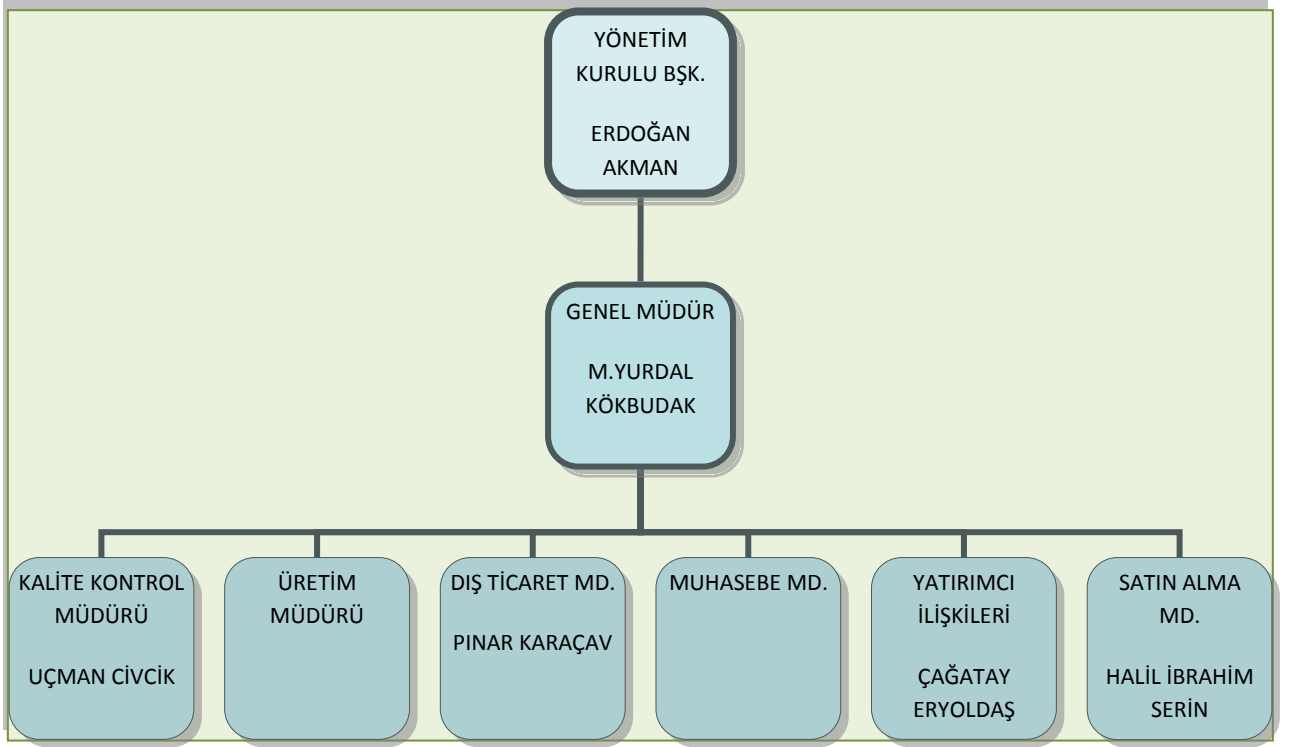 YÖNETİM
KURULU BŞK.
ERDOĞAN
AKMAN
GENEL MÜDÜR
M.YURDAL
KÖKBUDAK
KALİTE KONTROL
MÜDÜRÜ
UÇMAN CİVCİK
ÜRETİM
MÜDÜRÜ
DIŞ TİCARET MD.
PINAR KARAÇAV
MUHASEBE MD.
YATIRIMCI
İLİŞKİLERİ
ÇAĞATAY
ERYOLDAŞ
SATIN ALMA
MD.
HALİL İBRAHİM
SERİN